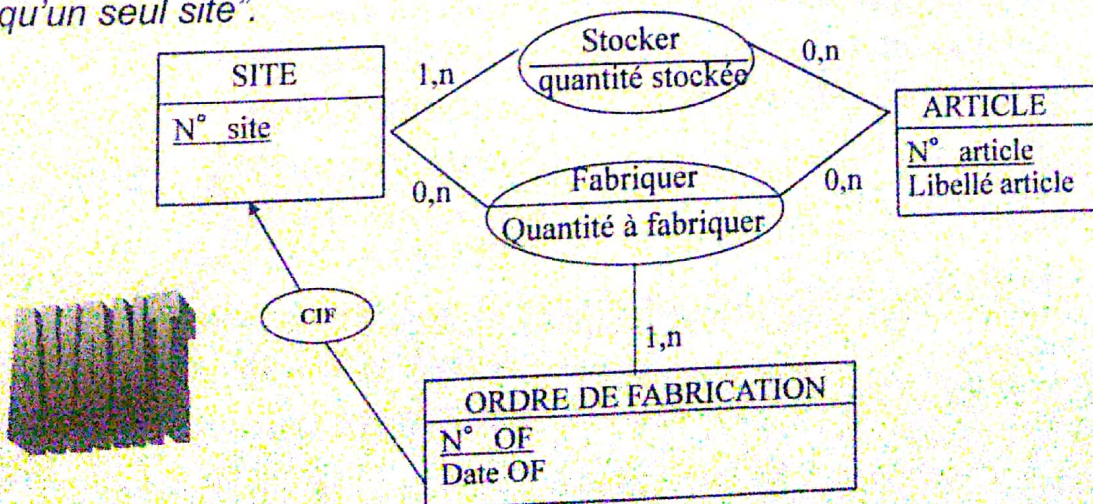 qu'un seul site".
SITE
N° site
1,n
0,n
Stocker
quantité stockée
0,n
Fabriquer
Quantité à fabriquer
0,n
ARTICLE
N° article
Libellé article
CIF
1,n
ORDRE DE FABRICATION
N° OF
Date OF